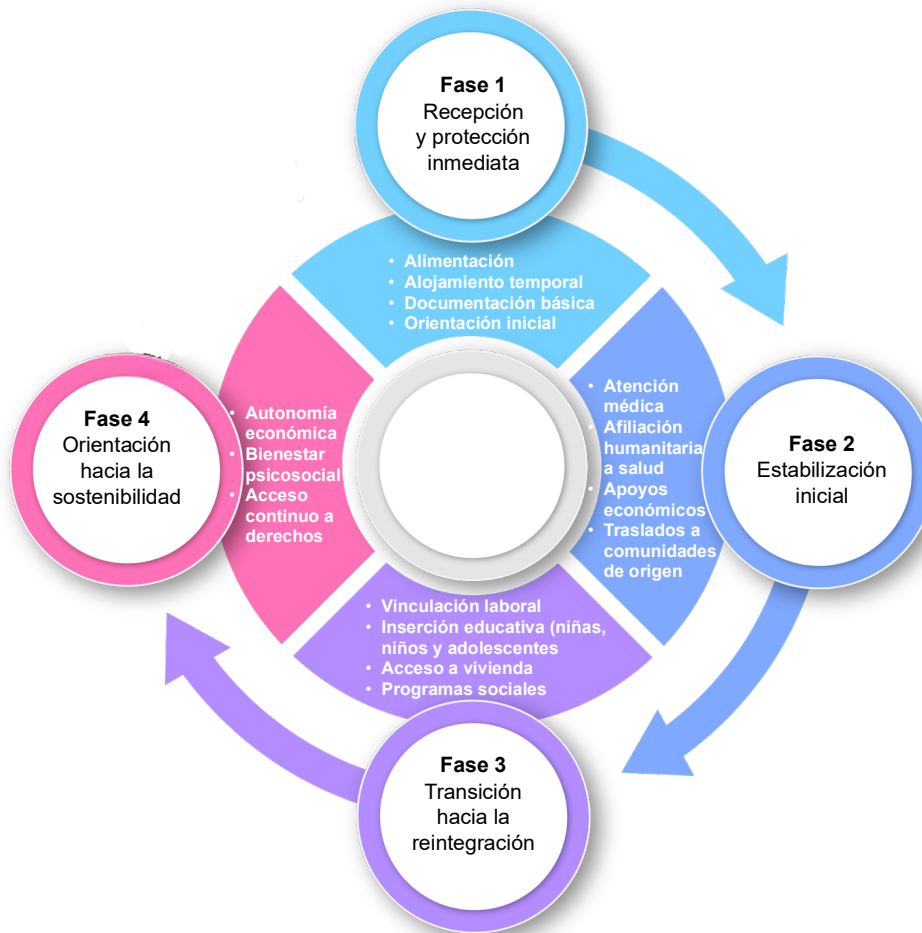 Fase 1
Recepción
y protección
inmediata
• Alimentación
• Alojamiento temporal
• Documentación básica
• Orientación inicial
Fase 2
Estabilización
inicial
• Atención
médica
• Afiliación
humanitaria
a salud
• Apoyos
económicos
• Traslados a
comunidades
de origen
Fase 3
Transición
hacia la
reintegración
• Vinculación laboral
• Inserción educativa (niñas,
niños y adolescentes
• Acceso a vivienda
• Programas sociales
Fase 4
Orientación
hacia la
sostenibilidad
• Autonomía
económica
• Bienestar
psicosocial
• Acceso
continuo a
derechos